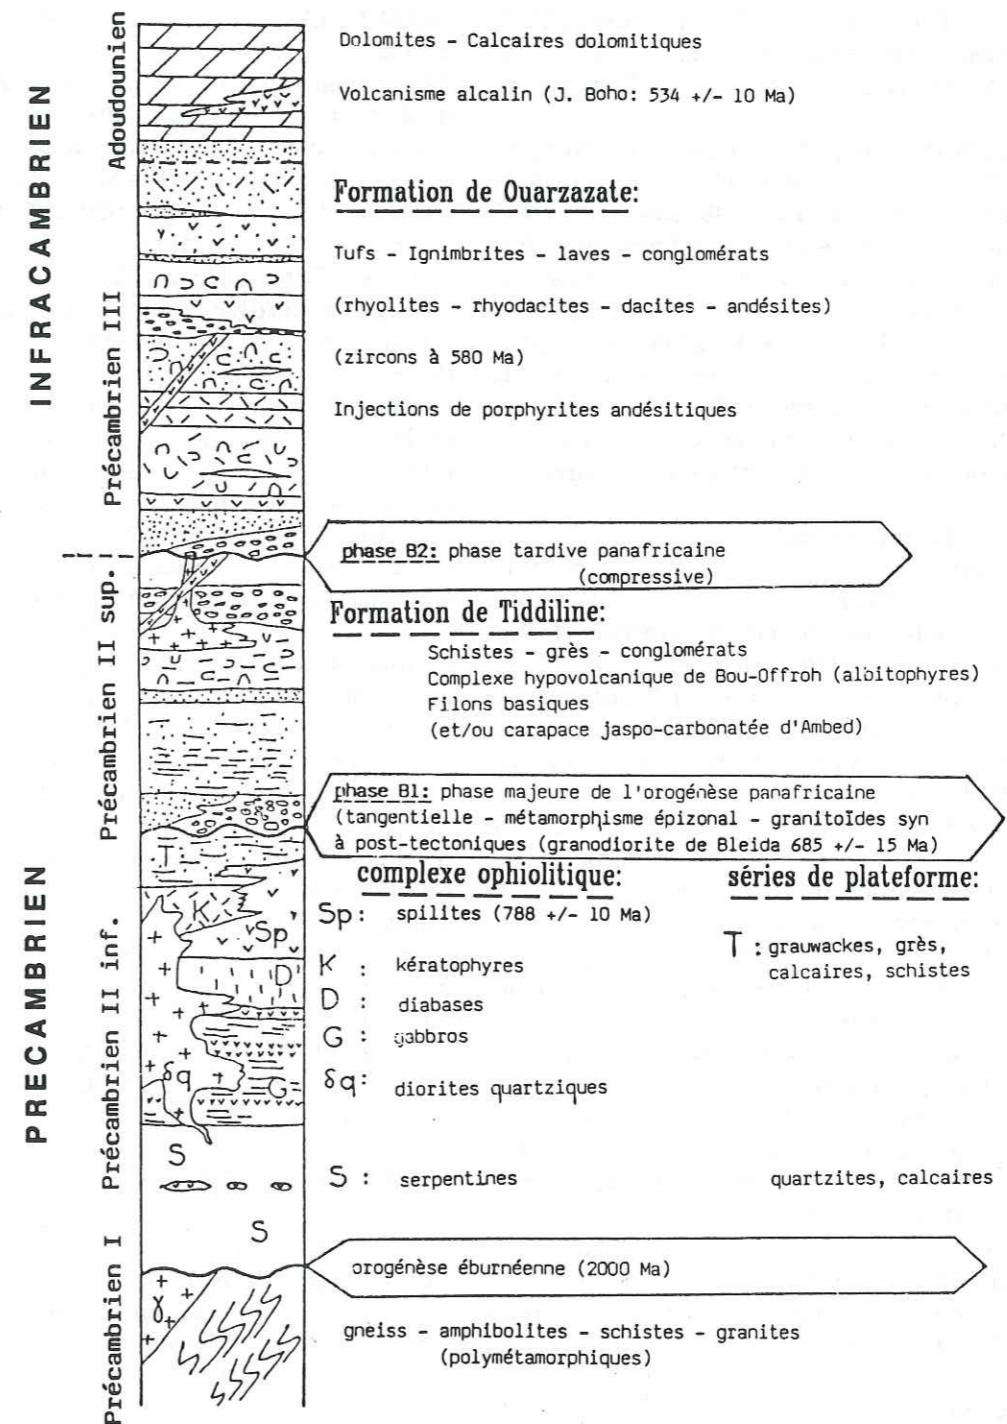 INFRACAMBRIEN
PRECAMBRIEN
Adoudounien
Précambrien III
Précambrien II sup.
Précambrien II inf.
Précambrien I
Dolomites - Calcaires dolomitiques
Volcanisme alcalin (J. Boho: 534 +/- 10 Ma)
Formation de Ouarzazate:
Tufs - Ignimbrites - laves - conglomérats
(rhyolites - rhyodacites - dacites - andésites)
(zircons à 580 Ma)
Injections de porphyrites andésitiques
phase B2: phase tardive panafricaine
(compressive)
Formation de Tiddiline:
Schistes - grès - conglomérats
Complexe hypovolcanique de Bou-Offroh (albitophyres)
Filons basiques
(et/ou carapace jaspo-carbonatée d'Ambed)
phase B1: phase majeure de l'orogénèse panafricaine
(tangentielle - métamorphisme épizonal - granitoïdes syn
à post-tectoniques (granodiorite de Bleida 685 +/- 15 Ma)
complexe ophiolitique:
séries de plateforme:
Sp: spilites (788 +/- 10 Ma)
T : grauwackes, grès,
calcaires, schistes
K : kératophyres
D : diabases
G : gabbros
δq: diorites quartziques
S : serpentines
quartzites, calcaires
orogénèse éburnéenne (2000 Ma)
gneiss - amphibolites - schistes - granites
(polymétamorphiques)
T
K
Sp
D
δq
G
S
S
γ